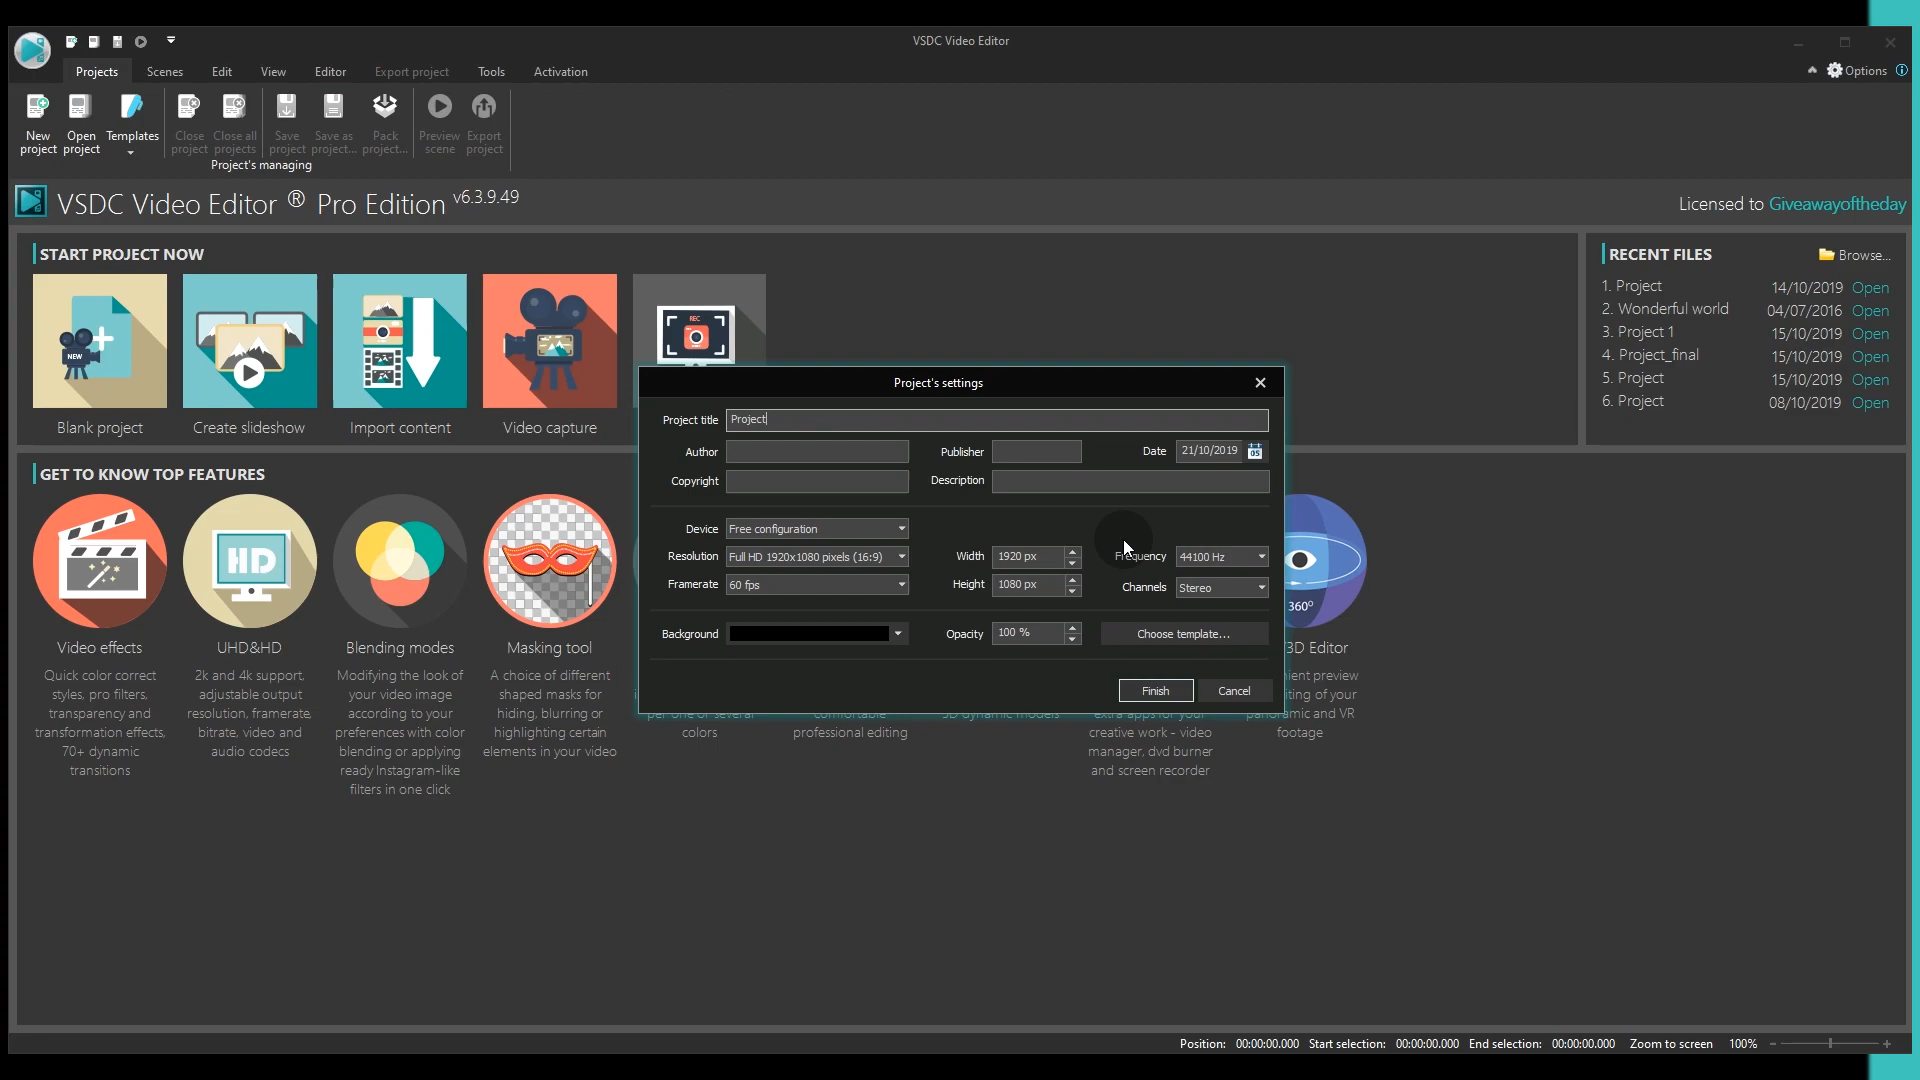 VSDC Video Editor
Projects Scenes Edit View Editor Export project Tools Activation
Options
New project
Open project
Templates
Close project
Close all projects
Save project
Save as project...
Pack project...
Preview scene
Export project
Project's managing
VSDC Video Editor ® Pro Edition v6.3.9.49
Licensed to Giveawayoftheday
START PROJECT NOW
NEW
REC
Blank project
Create slideshow
Import content
Video capture
RECENT FILES
Browse...
1. Project 14/10/2019 Open
2. Wonderful world 04/07/2016 Open
3. Project 1 15/10/2019 Open
4. Project_final 15/10/2019 Open
5. Project 15/10/2019 Open
6. Project 08/10/2019 Open
Project's settings
Project title Project
Author Publisher Date 21/10/2019
05
Copyright Description
Device Free configuration
Resolution Full HD 1920x1080 pixels (16:9) Width 1920 px Frequency 44100 Hz
Framerate 60 fps Height 1080 px Channels Stereo
Background Opacity 100 % Choose template...
Finish Cancel
GET TO KNOW TOP FEATURES
HD
360º
Video effects
Quick color correct
styles, pro filters,
transparency and
transformation effects,
70+ dynamic
transitions
UHD&HD
2k and 4k support,
adjustable output
resolution, framerate,
bitrate, video and
audio codecs
Blending modes
Modifying the look of
your video image
according to your
preferences with color
blending or applying
ready Instagram-like
filters in one click
Masking tool
A choice of different
shaped masks for
hiding, blurring or
highlighting certain
elements in your video
per one or several
colors
comfortable
professional editing
3D dynamic models
extra apps for your
creative work - video
manager, dvd burner
and screen recorder
3D Editor
panoramic and VR
footage
Position: 00:00:00.000 Start selection: 00:00:00.000 End selection: 00:00:00.000 Zoom to screen 100%